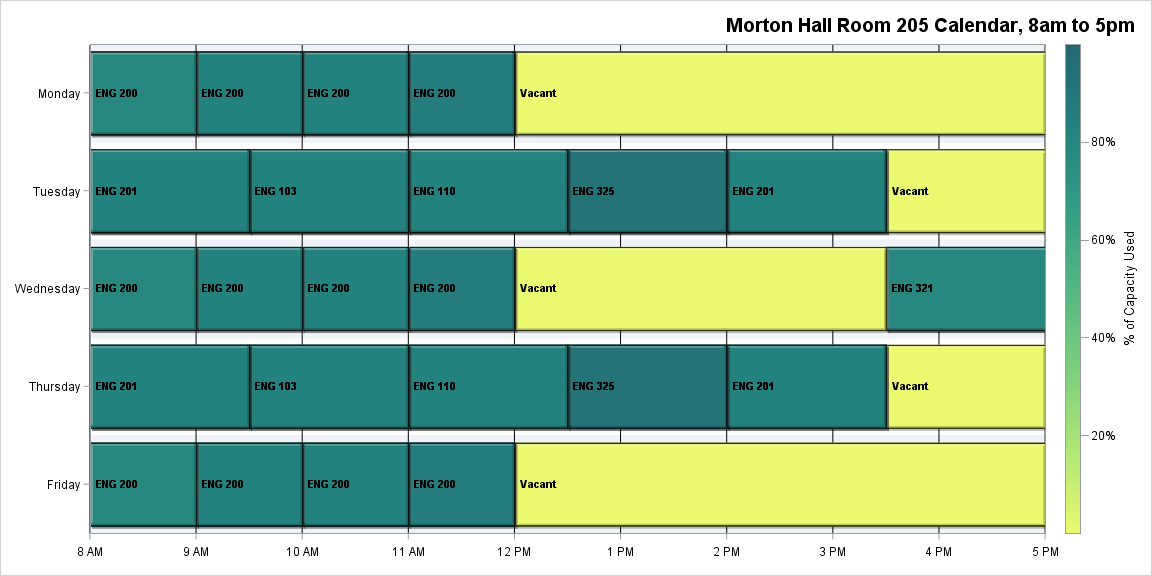 Morton Hall Room 205 Calendar, 8am to 5pm
Monday
ENG 200
ENG 200
ENG 200
ENG 200
Vacant
Tuesday
ENG 201
ENG 103
ENG 110
ENG 325
ENG 201
Vacant
Wednesday
ENG 200
ENG 200
ENG 200
ENG 200
Vacant
ENG 321
Thursday
ENG 201
ENG 103
ENG 110
ENG 325
ENG 201
Vacant
Friday
ENG 200
ENG 200
ENG 200
ENG 200
Vacant
8 AM
9 AM
10 AM
11 AM
12 PM
1 PM
2 PM
3 PM
4 PM
5 PM
80%
60%
40%
20%
% of Capacity Used